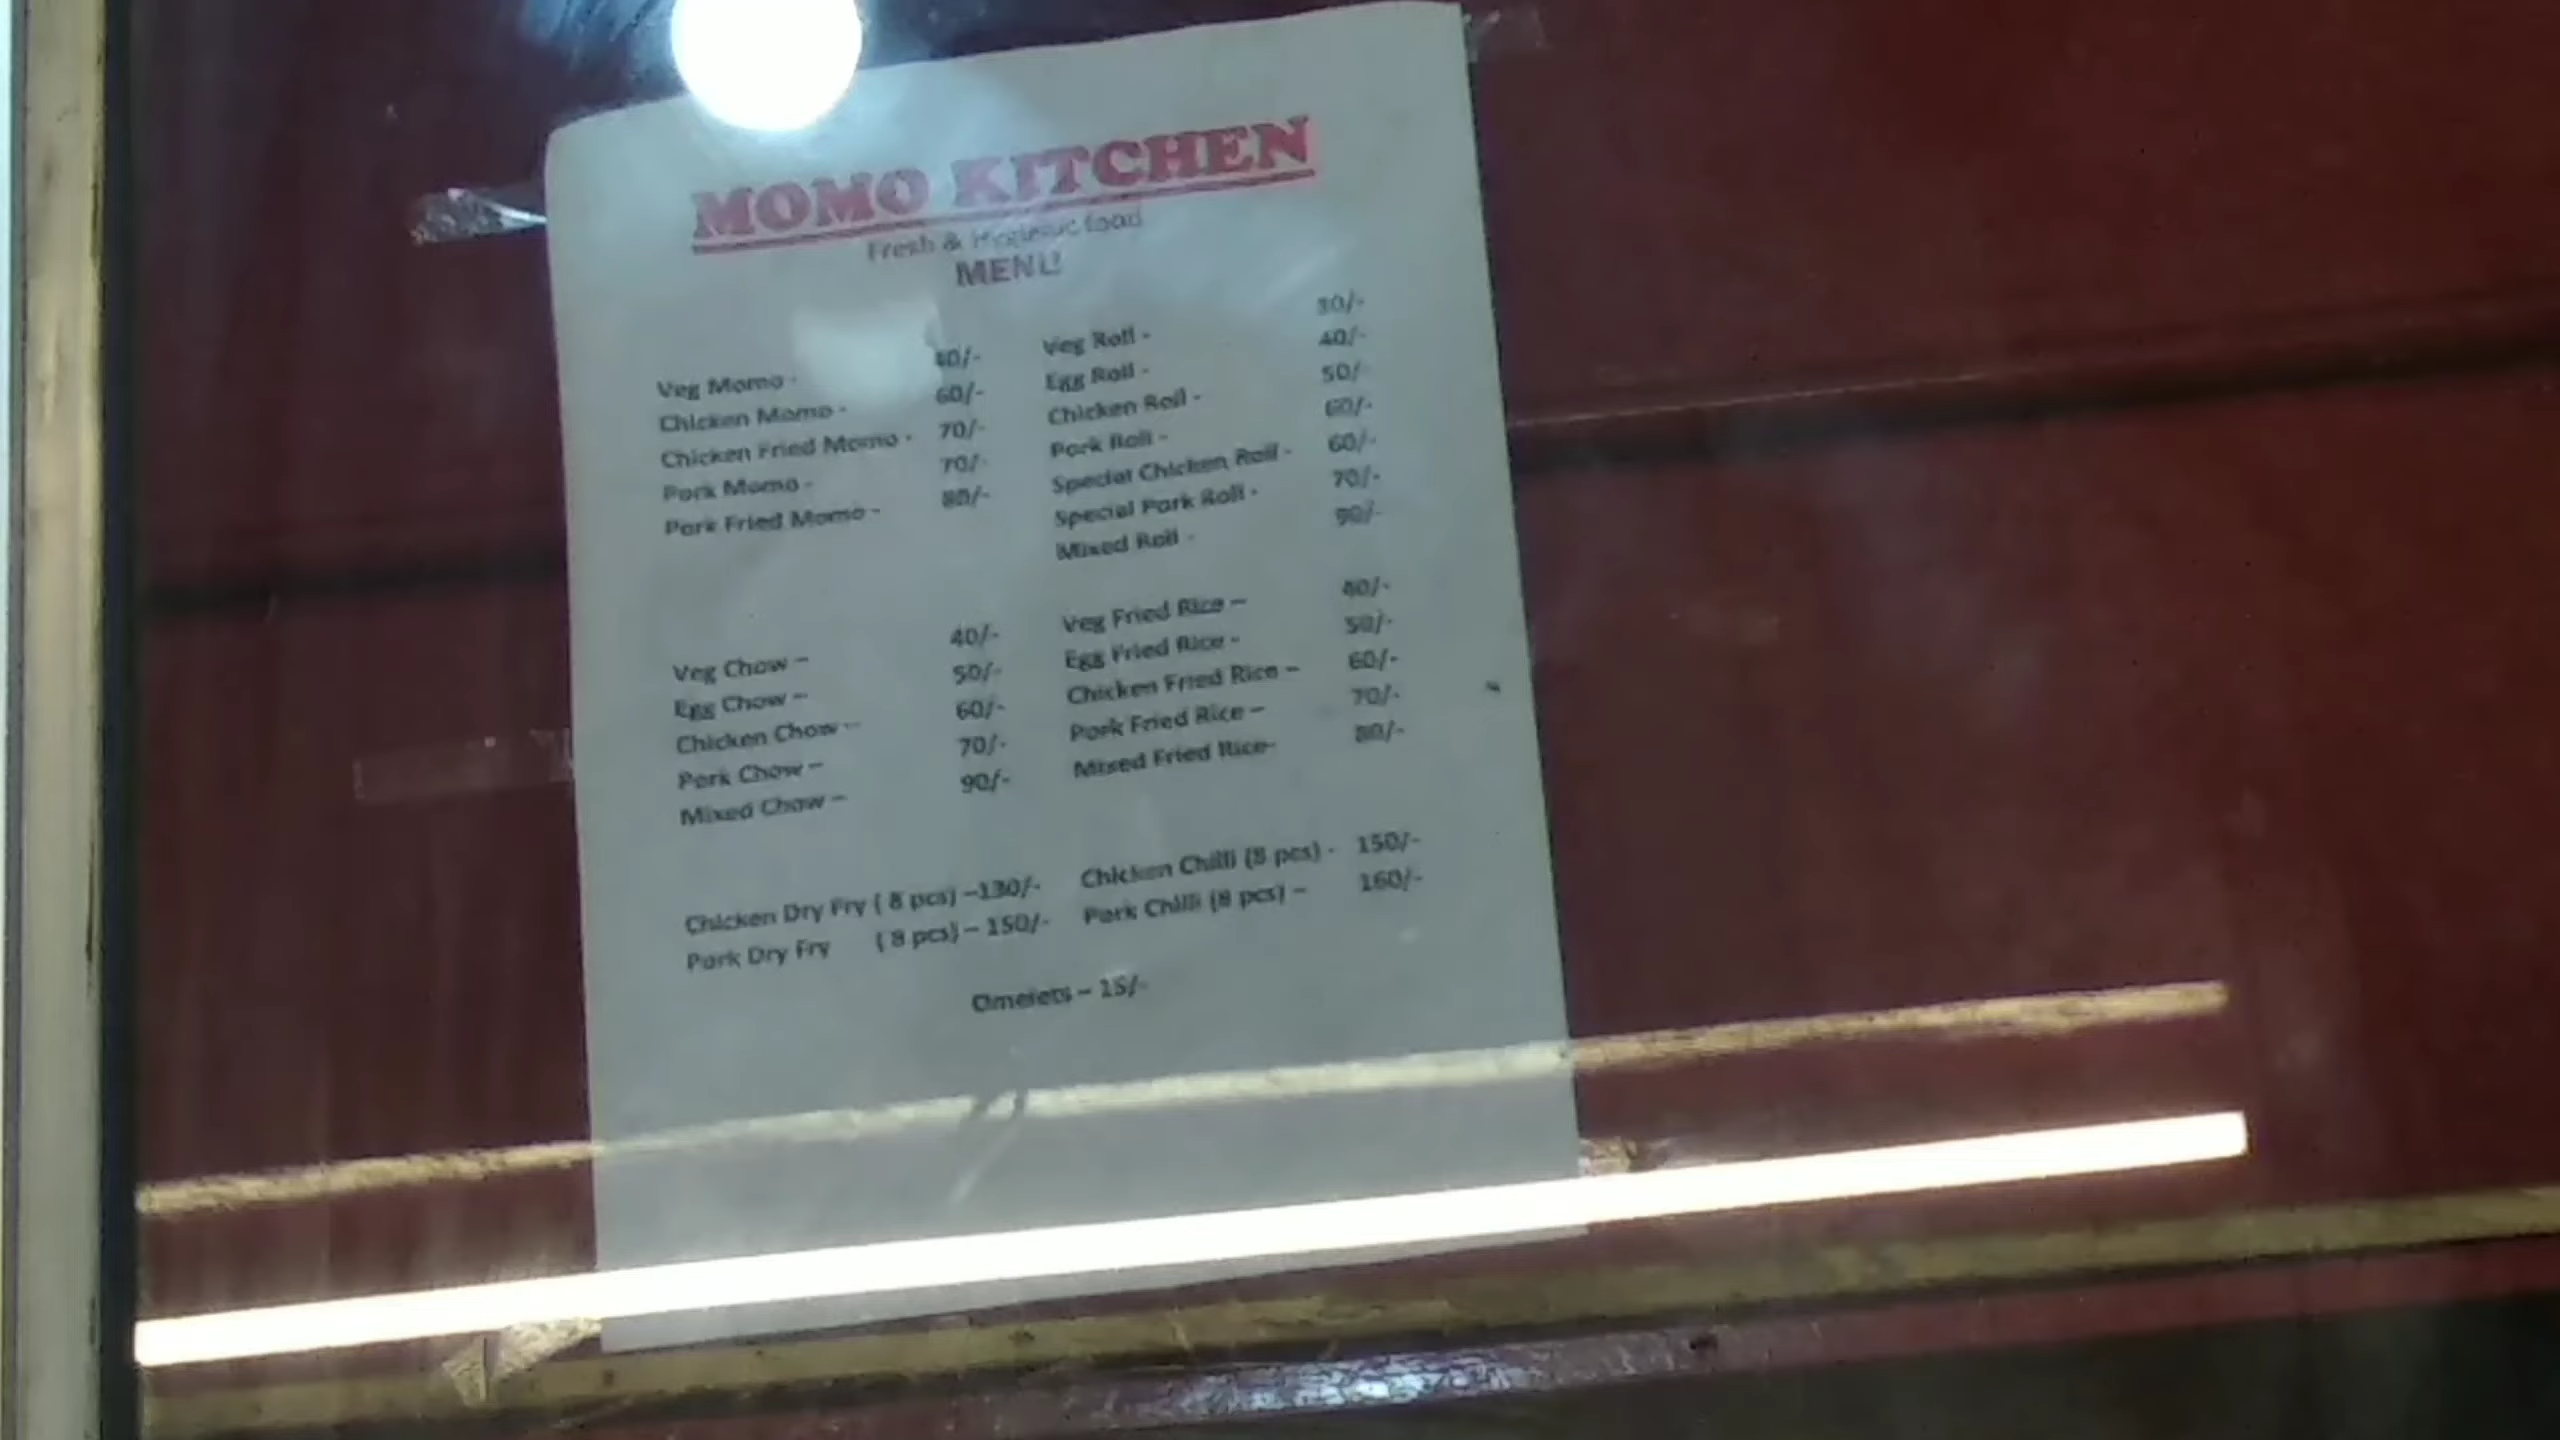 MOMO KITCHEN
Fresh & food
MENU
Veg Momo - 40/-
Chicken Momo - 60/-
Chicken Fried Momo - 70/-
Pork Momo - 70/-
Pork Fried Momo - 80/-
Veg Roll - 30/-
Egg Roll - 40/-
Chicken Roll - 50/-
Pork Roll - 60/-
Special Chicken Roll - 60/-
Special Pork Roll - 70/-
Mixed Roll - 90/-
Veg Chow – 40/-
Egg Chow – 50/-
Chicken Chow – 60/-
Pork Chow – 70/-
Mixed Chow – 90/-
Veg Fried Rice – 40/-
Egg Fried Rice - 50/-
Chicken Fried Rice – 60/-
Pork Fried Rice – 70/-
Mixed Fried Rice- 80/-
Chicken Dry Fry ( 8 pcs) –130/-
Pork Dry Fry ( 8 pcs) – 150/-
Chicken Chilli (8 pcs) - 150/-
Pork Chilli (8 pcs) – 160/-
Omelets – 15/-